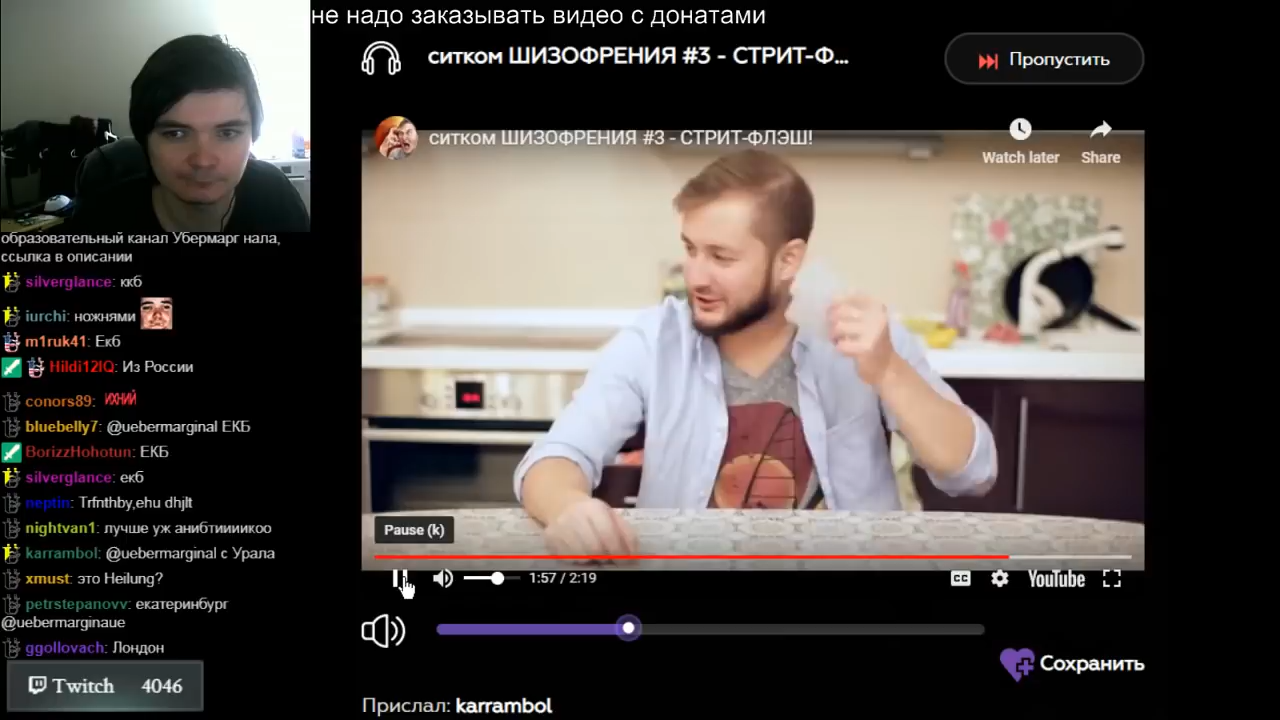 не надо заказывать видео с донатами
ситком ШИЗОФРЕНИЯ #3 - СТРИТ-Ф...
Пропустить
ситком ШИЗОФРЕНИЯ #3 - СТРИТ-ФЛЭШ!
Watch later
Share
образовательный канал Убермарг нала,
ссылка в описании
silverglance: ккб
iurchi: ножнями
m1ruk41: Екб
Hildi12IQ: Из России
conors89: ИХНИЙ
bluebelly7: @uebermarginal ЕКБ
BorizzHohotun: ЕКБ
silverglance: екб
neptin: Trfnthby,ehu dhjlt
nightvan1: лучше уж анибтиииикоо
karrambol: @uebermarginal с Урала
xmust: это Heilung?
petrstepanovv: екатеринбург
@uebermarginaue
ggollovach: Лондон
Twitch 4046
Pause (k)
1:57 / 2:19
CC
YouTube
Сохранить
Прислал: karrambol